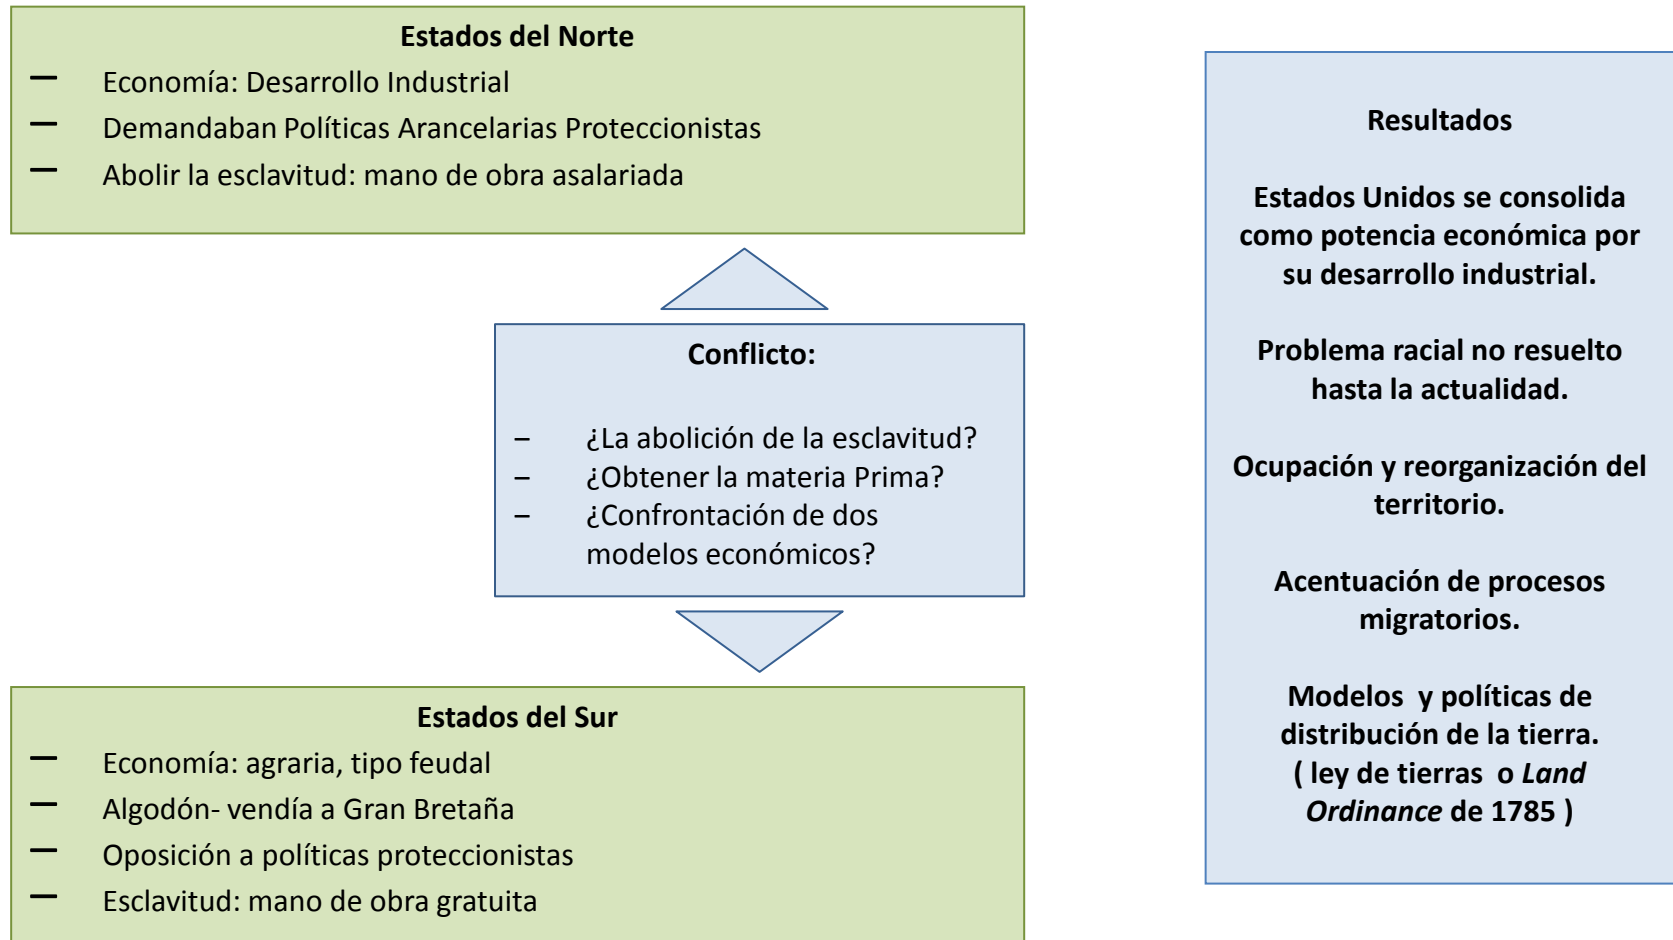 Estados del Norte
– Economía: Desarrollo Industrial
– Demandaban Políticas Arancelarias Proteccionistas
– Abolir la esclavitud: mano de obra asalariada
Conflicto:
– ¿La abolición de la esclavitud?
– ¿Obtener la materia Prima?
– ¿Confrontación de dos
modelos económicos?
Estados del Sur
– Economía: agraria, tipo feudal
– Algodón- vendía a Gran Bretaña
– Oposición a políticas proteccionistas
– Esclavitud: mano de obra gratuita
Resultados
Estados Unidos se consolida
como potencia económica por
su desarrollo industrial.
Problema racial no resuelto
hasta la actualidad.
Ocupación y reorganización del
territorio.
Acentuación de procesos
migratorios.
Modelos y políticas de
distribución de la tierra.
( ley de tierras o Land
Ordinance de 1785 )